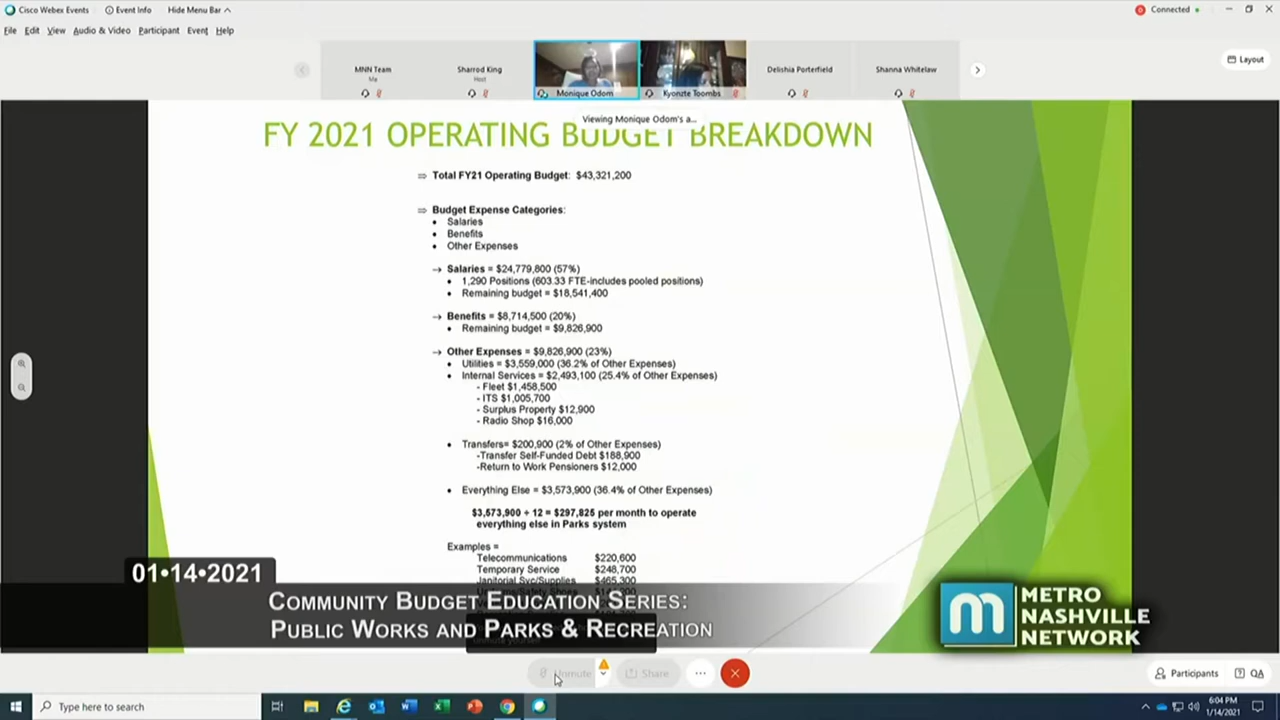 Cisco Webex Events
Event Info
Hide Menu Bar
Connected
File Edit View Audio & Video Participant Event Help
MNN Team
Me
Sharrod King
Host
Monique Odom
Kyonzte Toombs
Delishia Porterfield
Shanna Whitelaw
Layout
Viewing Monique Odom's a...
FY 2021 OPERATING BUDGET BREAKDOWN
⇨ Total FY21 Operating Budget: $43,321,200
⇨ Budget Expense Categories:
• Salaries
• Benefits
• Other Expenses
→ Salaries = $24,779,800 (57%)
• 1,290 Positions (603.33 FTE-includes pooled positions)
• Remaining budget = $18,541,400
→ Benefits = $8,714,500 (20%)
• Remaining budget = $9,826,900
→ Other Expenses = $9,826,900 (23%)
• Utilities = $3,559,000 (36.2% of Other Expenses)
• Internal Services = $2,493,100 (25.4% of Other Expenses)
- Fleet $1,458,500
- ITS $1,005,700
- Surplus Property $12,900
- Radio Shop $16,000
• Transfers= $200,900 (2% of Other Expenses)
-Transfer Self-Funded Debt $188,900
-Return to Work Pensioners $12,000
• Everything Else = $3,573,900 (36.4% of Other Expenses)
$3,573,900 ÷ 12 = $297,825 per month to operate
everything else in Parks system
Examples =
Telecommunications $220,600
Temporary Service $248,700
Janitorial Svc/Supplies $465,300
01•14•2021
COMMUNITY BUDGET EDUCATION SERIES:
PUBLIC WORKS AND PARKS & RECREATION
m
METRO
NASHVILLE
NETWORK
Unmute
Share
Participants
QA
Type here to search
6:04 PM
1/14/2021